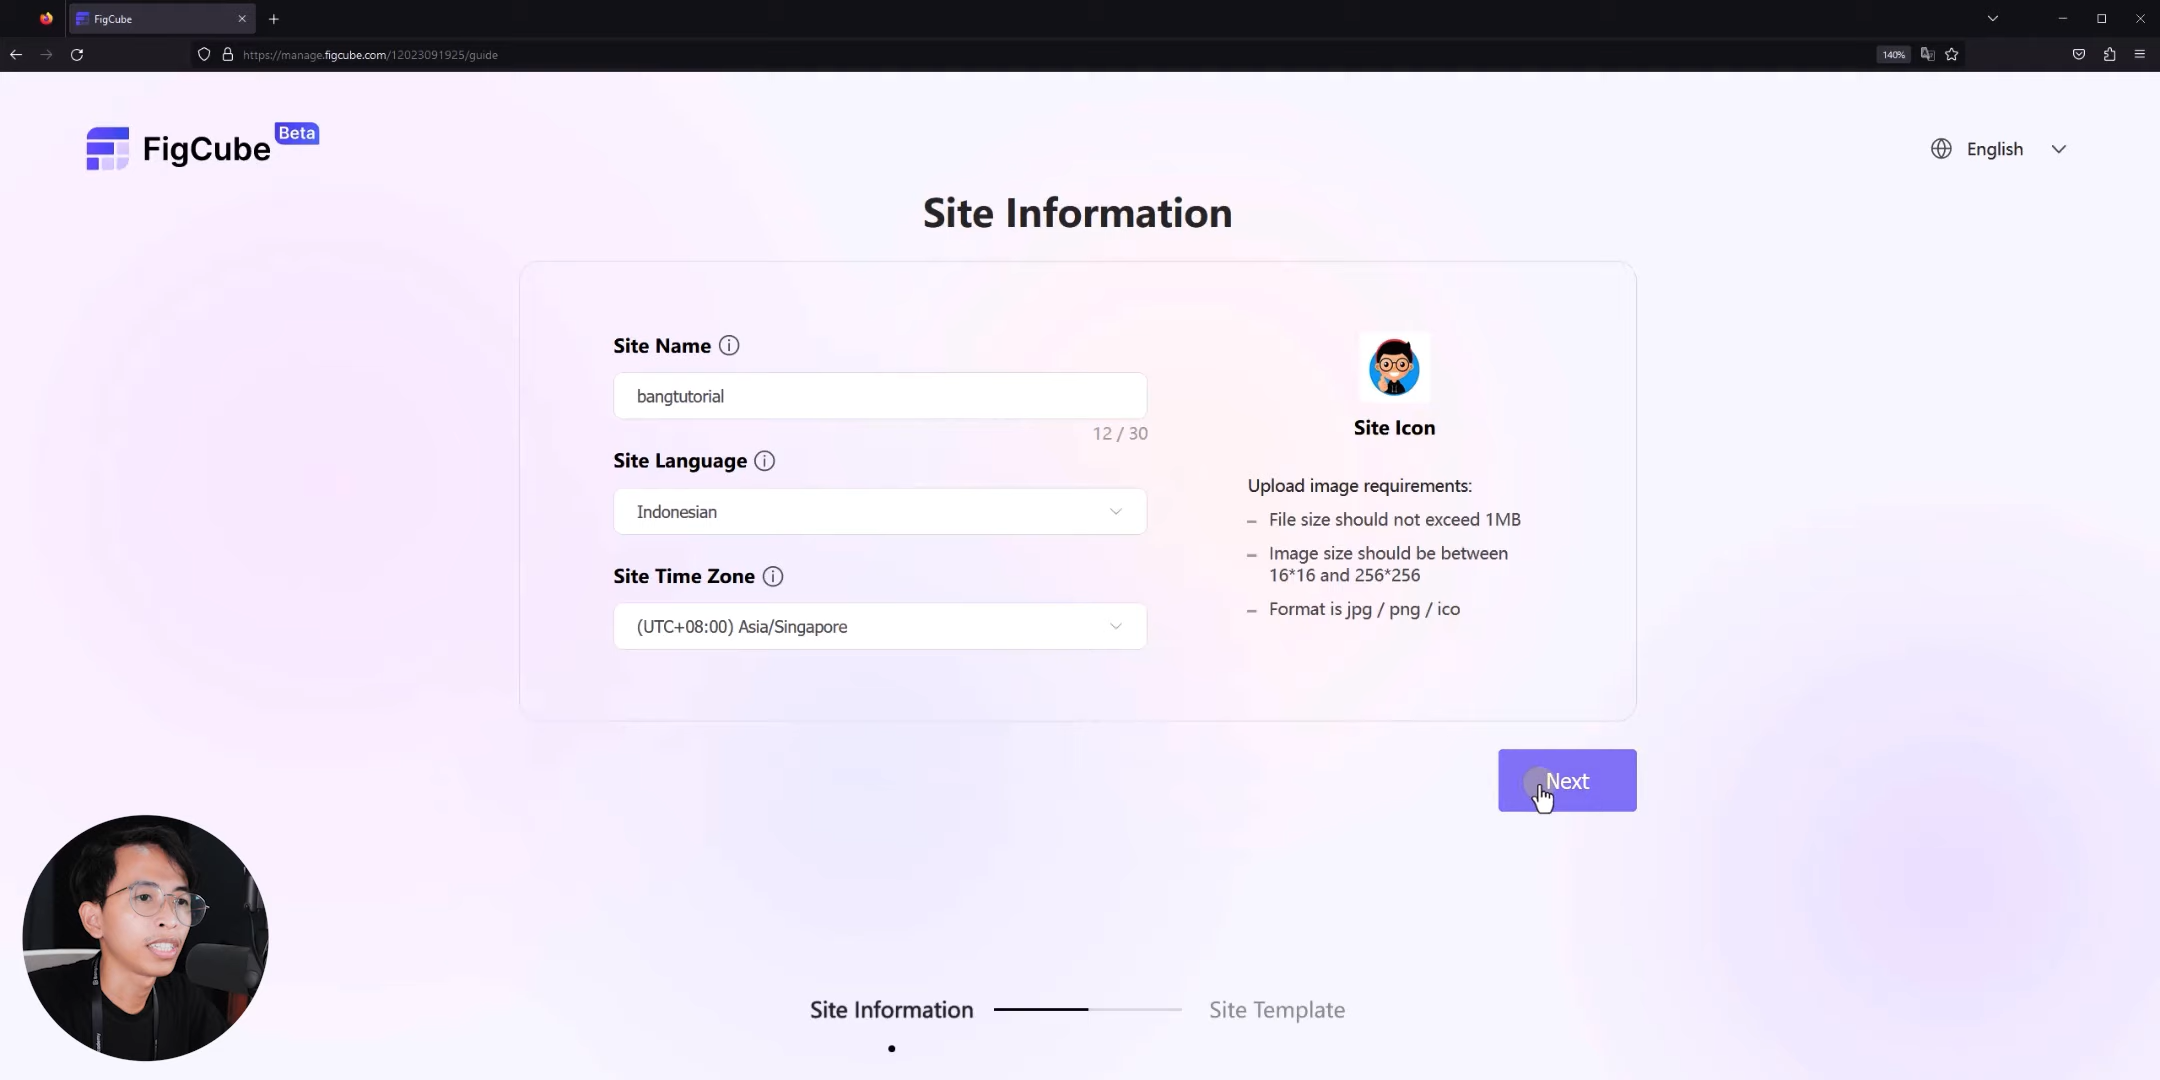 FigCube
https://manage.figcube.com/12023091925/guide
140%
FigCube
Beta
English
Site Information
Site Name
bangtutorial
12 / 30
Site Language
Indonesian
Site Time Zone
(UTC+08:00) Asia/Singapore
Site Icon
Upload image requirements:
– File size should not exceed 1MB
– Image size should be between
16*16 and 256*256
– Format is jpg / png / ico
Next
Site Information
Site Template